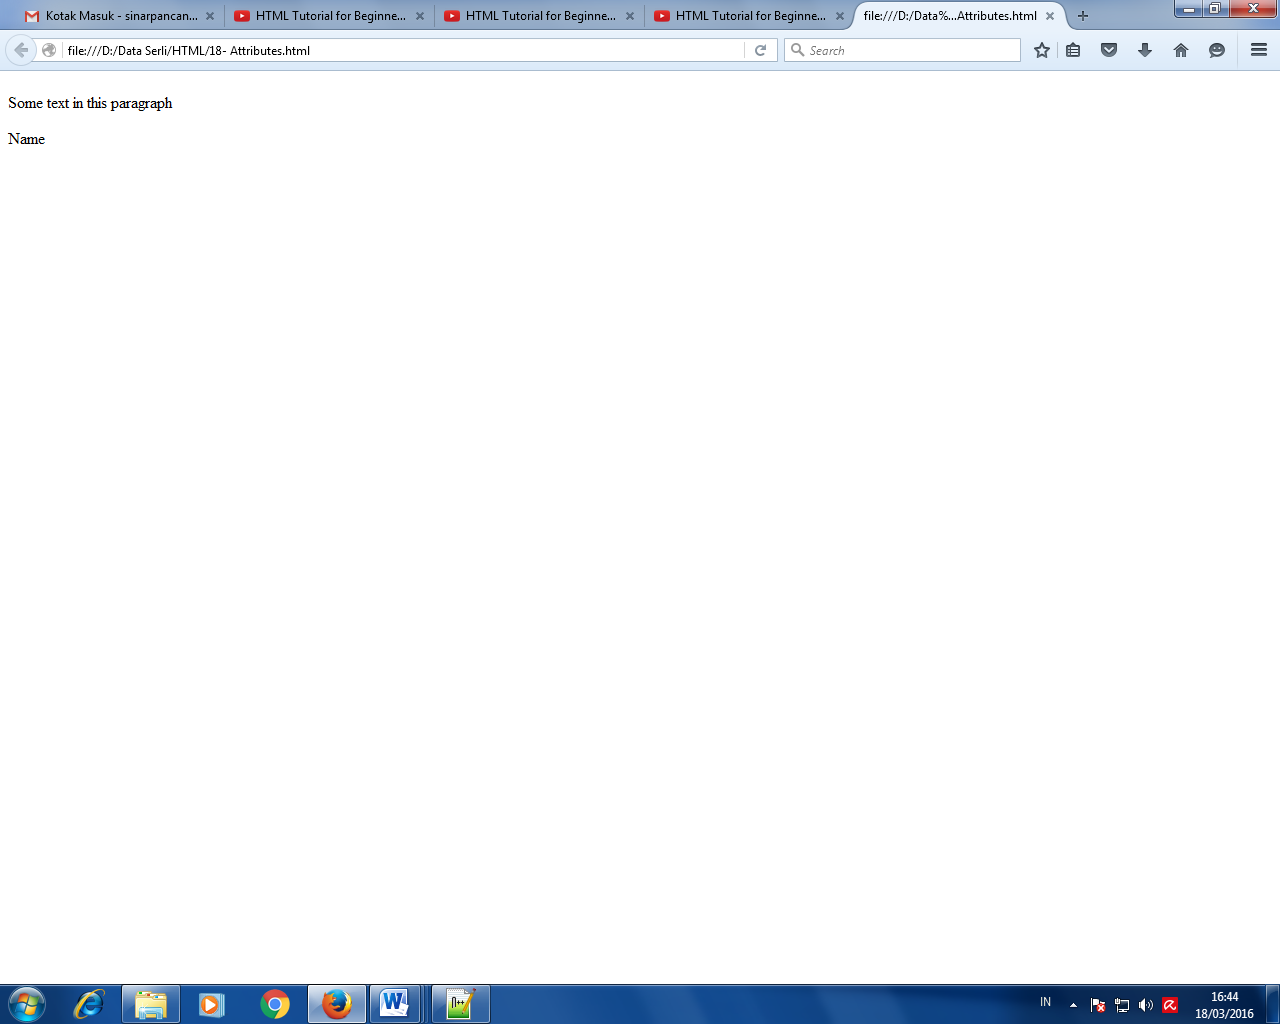 Kotak Masuk - sinarpancan...
HTML Tutorial for Beginne...
HTML Tutorial for Beginne...
HTML Tutorial for Beginne...
file:///D:/Data%...Attributes.html
file:///D:/Data Serli/HTML/18- Attributes.html
Search
Some text in this paragraph
Name
IN
16:44
18/03/2016